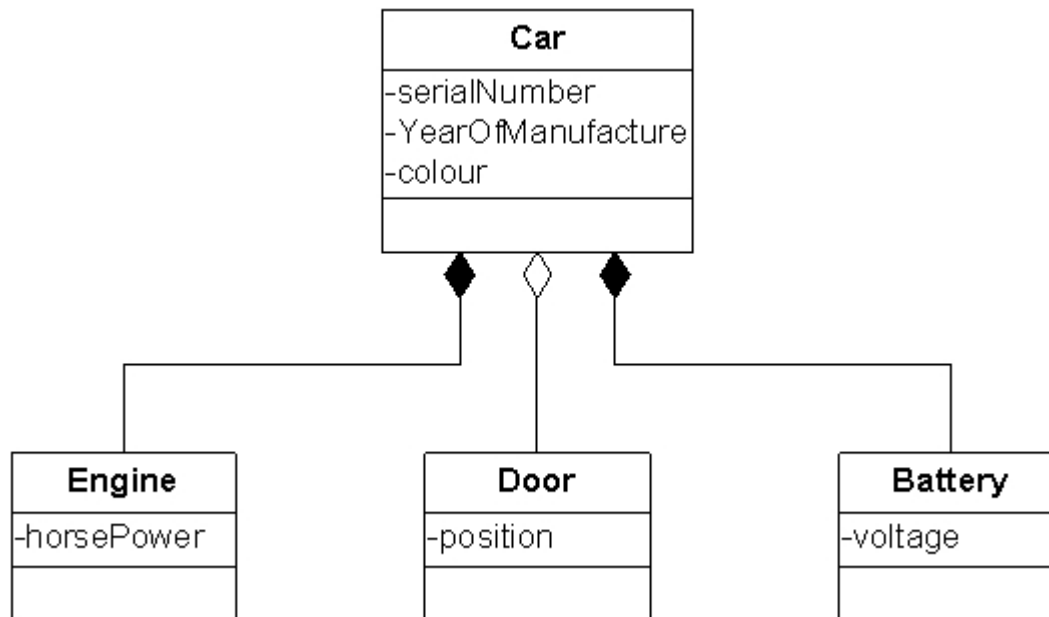 Car
-serialNumber
-YearOfManufacture
-colour
Engine
-horsePower
Door
-position
Battery
-voltage